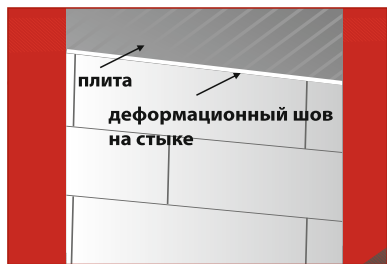 плита
деформационный шов
на стыке